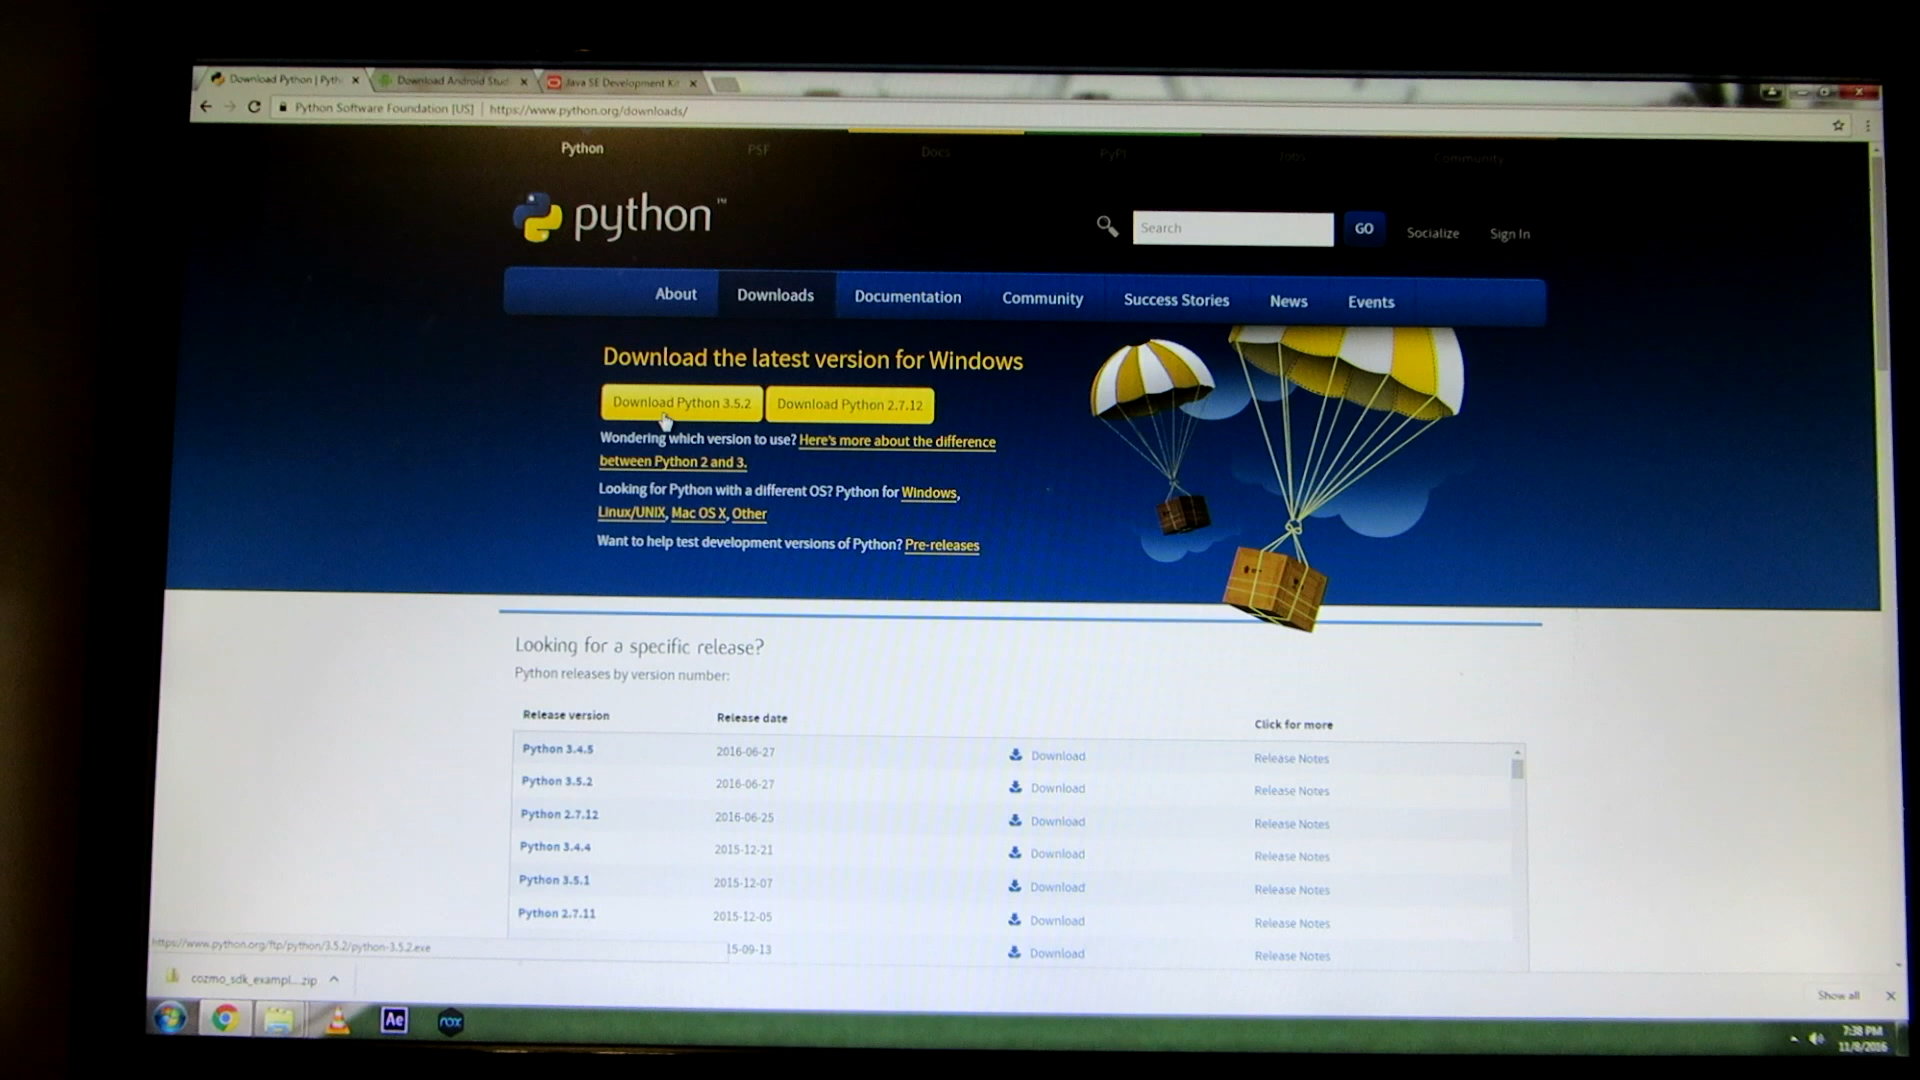 Download Python | Pyth
Download Android Stud
Java SE Development Kit
Python Software Foundation [US] | https://www.python.org/downloads/
Python PSF Docs PyPI Jobs Community
python™
Search GO Socialize Sign In
About Downloads Documentation Community Success Stories News Events
Download the latest version for Windows
Download Python 3.5.2 Download Python 2.7.12
Wondering which version to use? Here's more about the difference
between Python 2 and 3.
Looking for Python with a different OS? Python for Windows,
Linux/UNIX, Mac OS X, Other
Want to help test development versions of Python? Pre-releases
Looking for a specific release?
Python releases by version number:
Release version Release date Click for more
Python 3.4.5 2016-06-27 Download Release Notes
Python 3.5.2 2016-06-27 Download Release Notes
Python 2.7.12 2016-06-25 Download Release Notes
Python 3.4.4 2015-12-21 Download Release Notes
Python 3.5.1 2015-12-07 Download Release Notes
Python 2.7.11 2015-12-05 Download Release Notes
15-09-13 Download Release Notes
https://www.python.org/ftp/python/3.5.2/python-3.5.2.exe
cozmo_sdk_exampl....zip
Show all
Ae nox
7:38 PM
11/8/2016